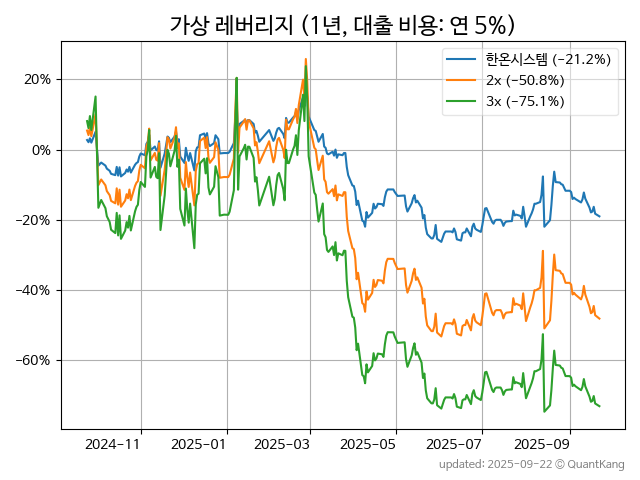 가상 레버리지 (1년, 대출 비용: 연 5%)
한온시스템 (−21.2%)
2x (−50.8%)
3x (−75.1%)
20%
0%
−20%
−40%
−60%
2024-11 2025-01 2025-03 2025-05 2025-07 2025-09
updated: 2025-09-22 © QuantKang